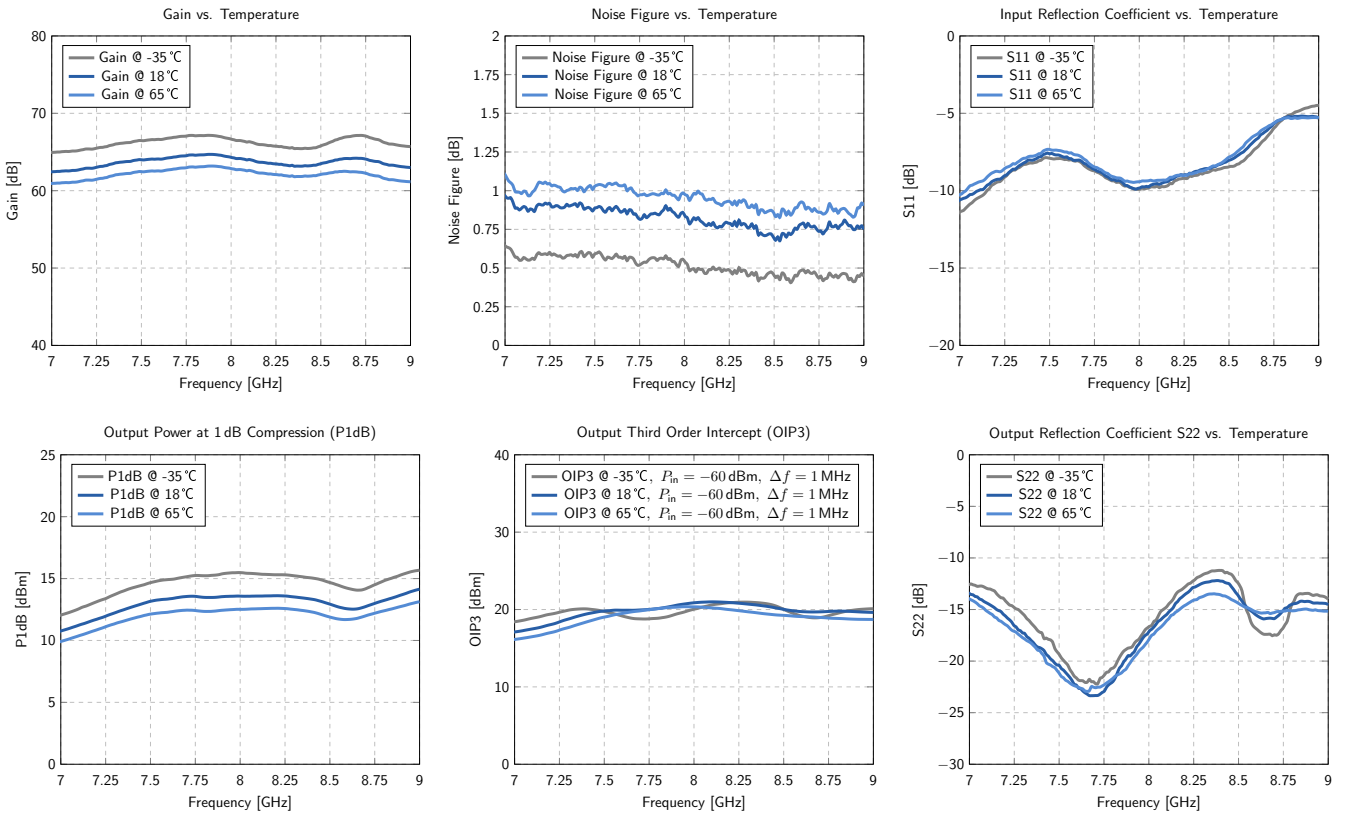 Gain vs. Temperature
80
70
60
50
40
Gain [dB]
Gain @ -35℃
Gain @ 18℃
Gain @ 65℃
7 7.25 7.5 7.75 8 8.25 8.5 8.75 9
Frequency [GHz]
Noise Figure vs. Temperature
2
1.75
1.5
1.25
1
0.75
0.5
0.25
0
Noise Figure [dB]
Noise Figure @ -35℃
Noise Figure @ 18℃
Noise Figure @ 65℃
7 7.25 7.5 7.75 8 8.25 8.5 8.75 9
Frequency [GHz]
Input Reflection Coefficient vs. Temperature
0
−5
−10
−15
−20
S11 [dB]
S11 @ -35℃
S11 @ 18℃
S11 @ 65℃
7 7.25 7.5 7.75 8 8.25 8.5 8.75 9
Frequency [GHz]
Output Power at 1 dB Compression (P1dB)
25
20
15
10
5
0
P1dB [dBm]
P1dB @ -35℃
P1dB @ 18℃
P1dB @ 65℃
7 7.25 7.5 7.75 8 8.25 8.5 8.75 9
Frequency [GHz]
Output Third Order Intercept (OIP3)
40
30
20
10
0
OIP3 [dBm]
OIP3 @ -35℃, Pin = −60 dBm, Δf = 1 MHz
OIP3 @ 18℃, Pin = −60 dBm, Δf = 1 MHz
OIP3 @ 65℃, Pin = −60 dBm, Δf = 1 MHz
7 7.25 7.5 7.75 8 8.25 8.5 8.75 9
Frequency [GHz]
Output Reflection Coefficient S22 vs. Temperature
0
−5
−10
−15
−20
−25
−30
S22 [dB]
S22 @ -35℃
S22 @ 18℃
S22 @ 65℃
7 7.25 7.5 7.75 8 8.25 8.5 8.75 9
Frequency [GHz]